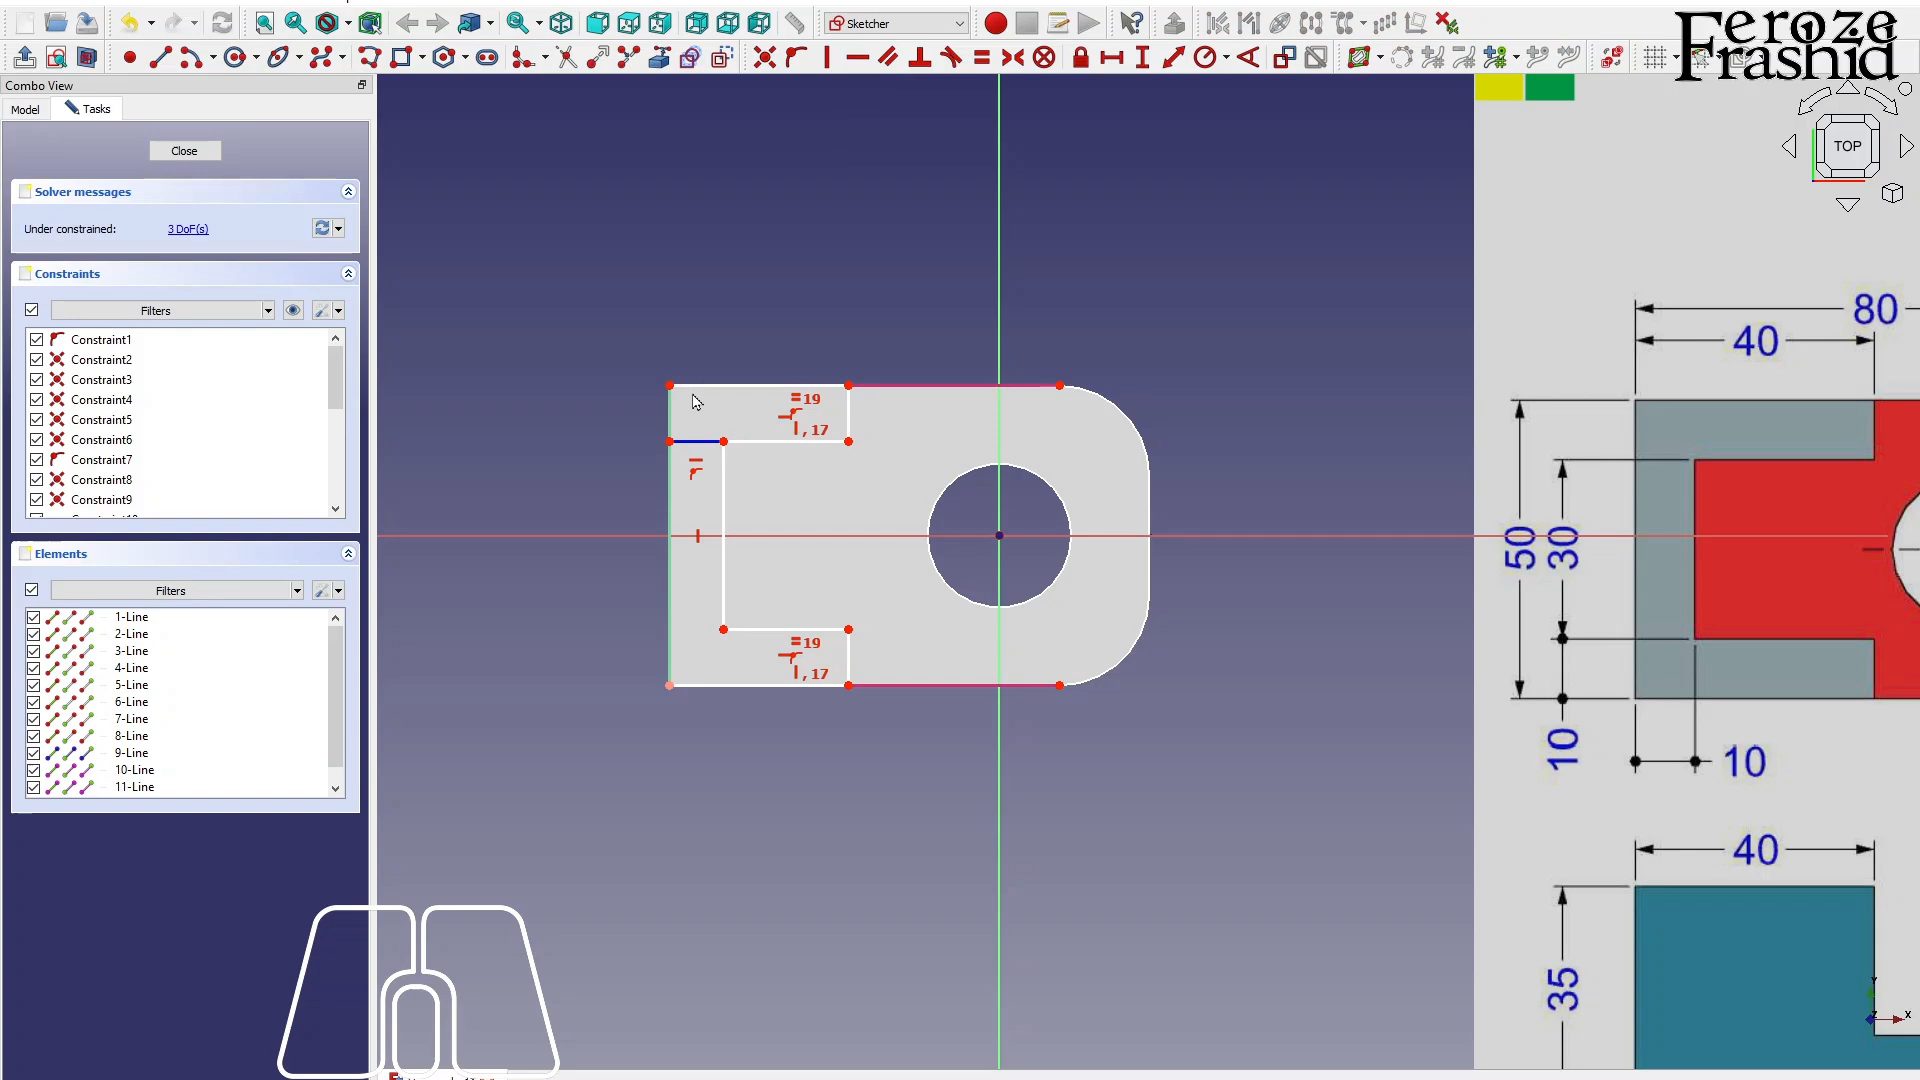 Sketcher
Feroze
Frashid
Combo View
Model
Tasks
Close
TOP
Solver messages
Under constrained:
3 DoF(s)
Constraints
Filters
Constraint1
Constraint2
Constraint3
Constraint4
Constraint5
Constraint6
Constraint7
Constraint8
Constraint9
Elements
Filters
1-Line
2-Line
3-Line
4-Line
5-Line
6-Line
7-Line
8-Line
9-Line
10-Line
11-Line
=19
, 17
=19
, 17
80
40
50
30
10
10
40
35
Y
Z
X